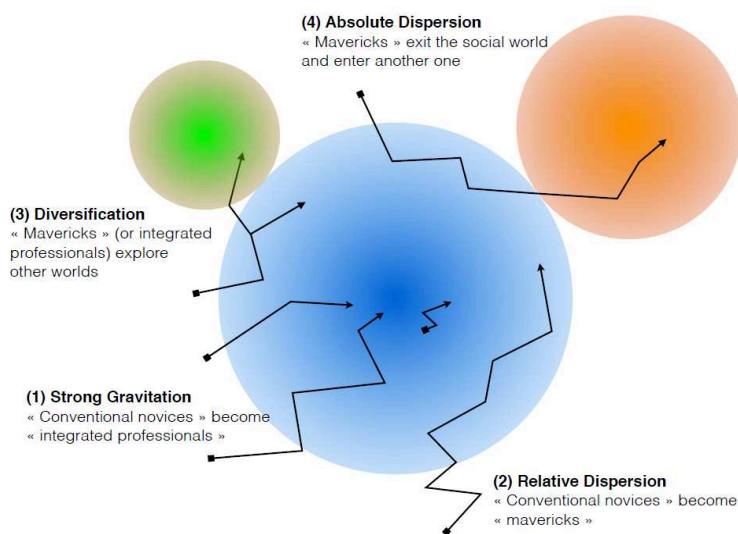 (4) Absolute Dispersion
« Mavericks » exit the social world
and enter another one
(3) Diversification
« Mavericks » (or integrated
professionals) explore
other worlds
(1) Strong Gravitation
« Conventional novices » become
« integrated professionals »
(2) Relative Dispersion
« Conventional novices » become
« mavericks »